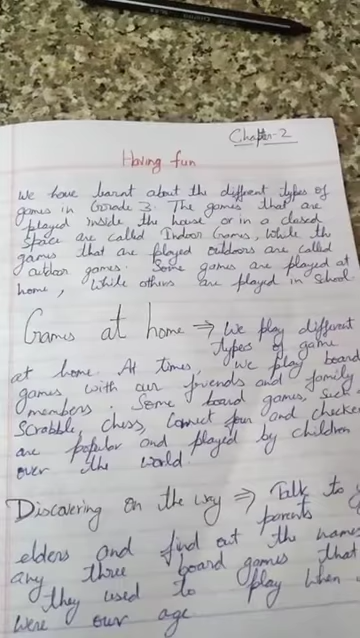 Chapter-2
Having fun
We have learnt about the different types of
games in Grade 3. The games that are
played inside the house or in a closed
space are called Indoor Games, while the
games that are played outdoors are called
outdoor games. Some games are played at
home, while others are played in School.
Games at home ⇒ We play different
types of game
at home. At times, we play board
games, with our friends and family
members. Some board games, such
Scrabble, chess, Connect four and checke
are popular and played by children
over the world.
Discovering on the way ⇒ Talk to
parents
elders and find out the names
any three board games that
they used to play when
were our age